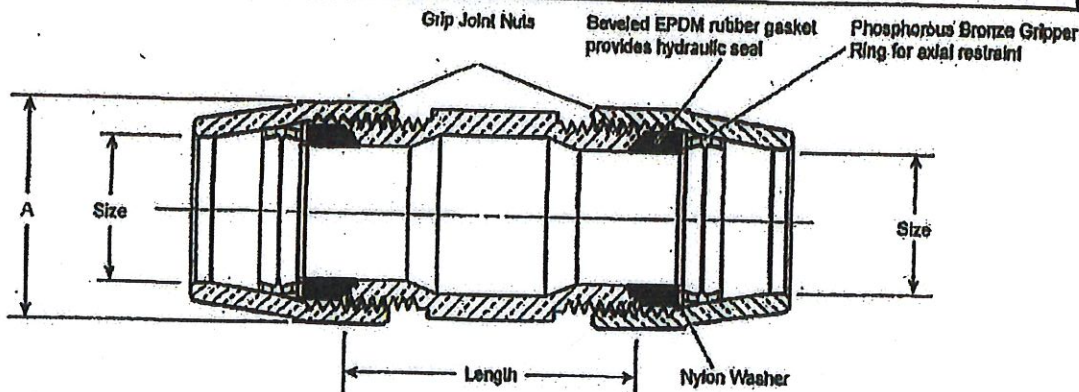 Grip Joint Nuts
Beveled EPDM rubber gasket
provides hydraulic seal
Phosphorous Bronze Gripper
Ring for axial restraint
A
Size
Size
Length
Nylon Washer